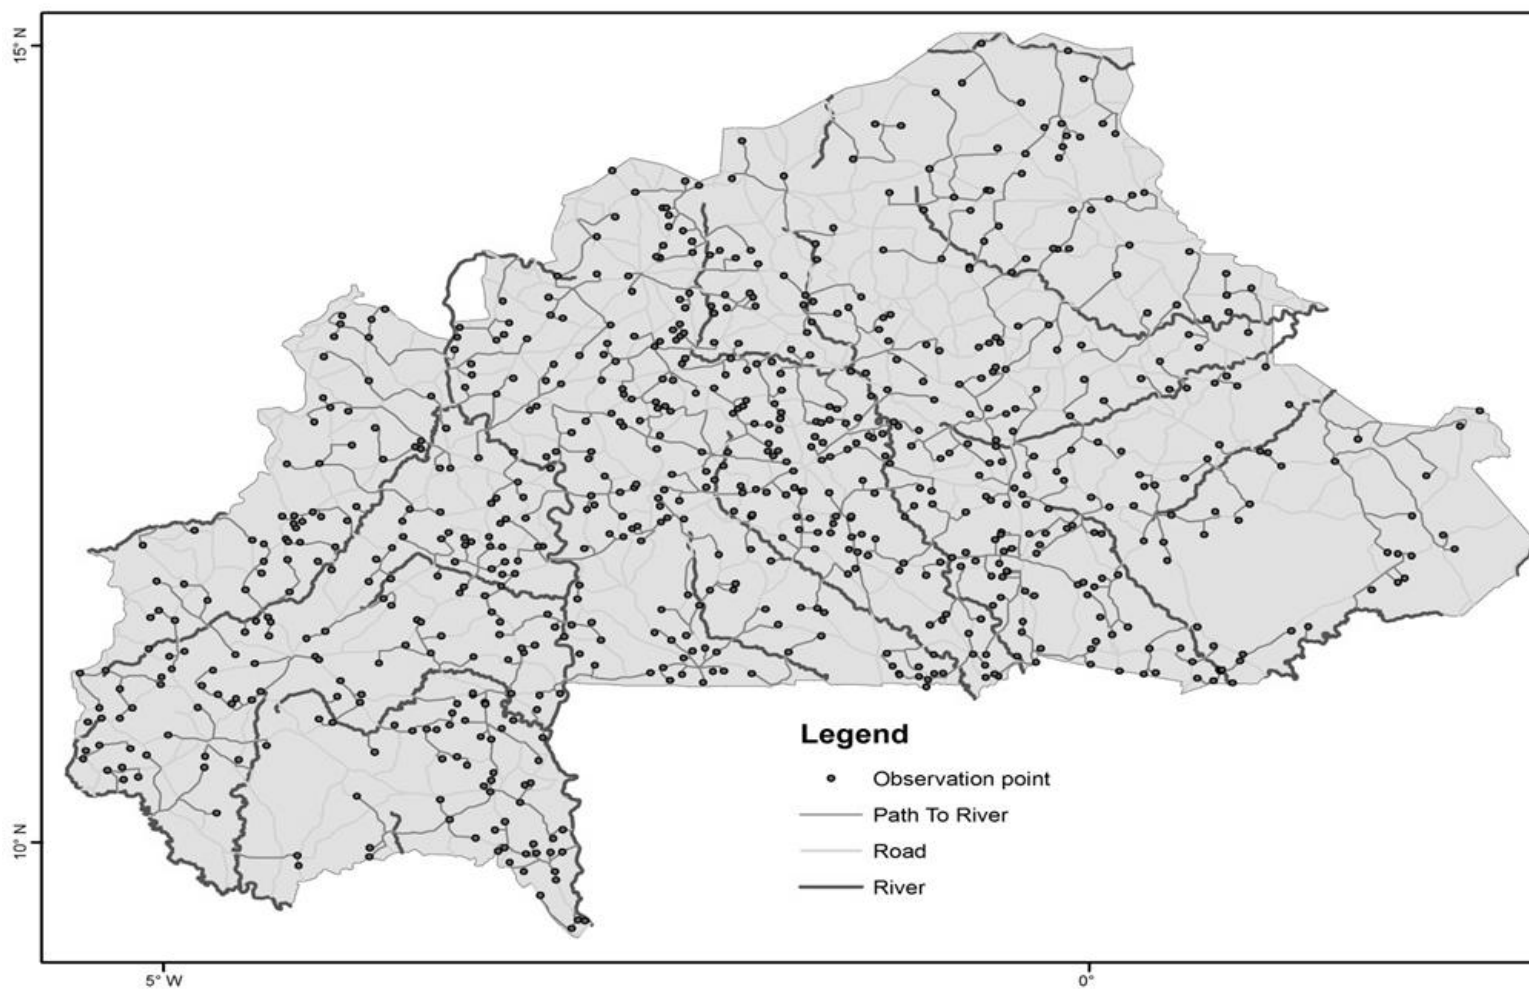 15° N
10° N
Legend
Observation point
Path To River
Road
River
5° W
0°